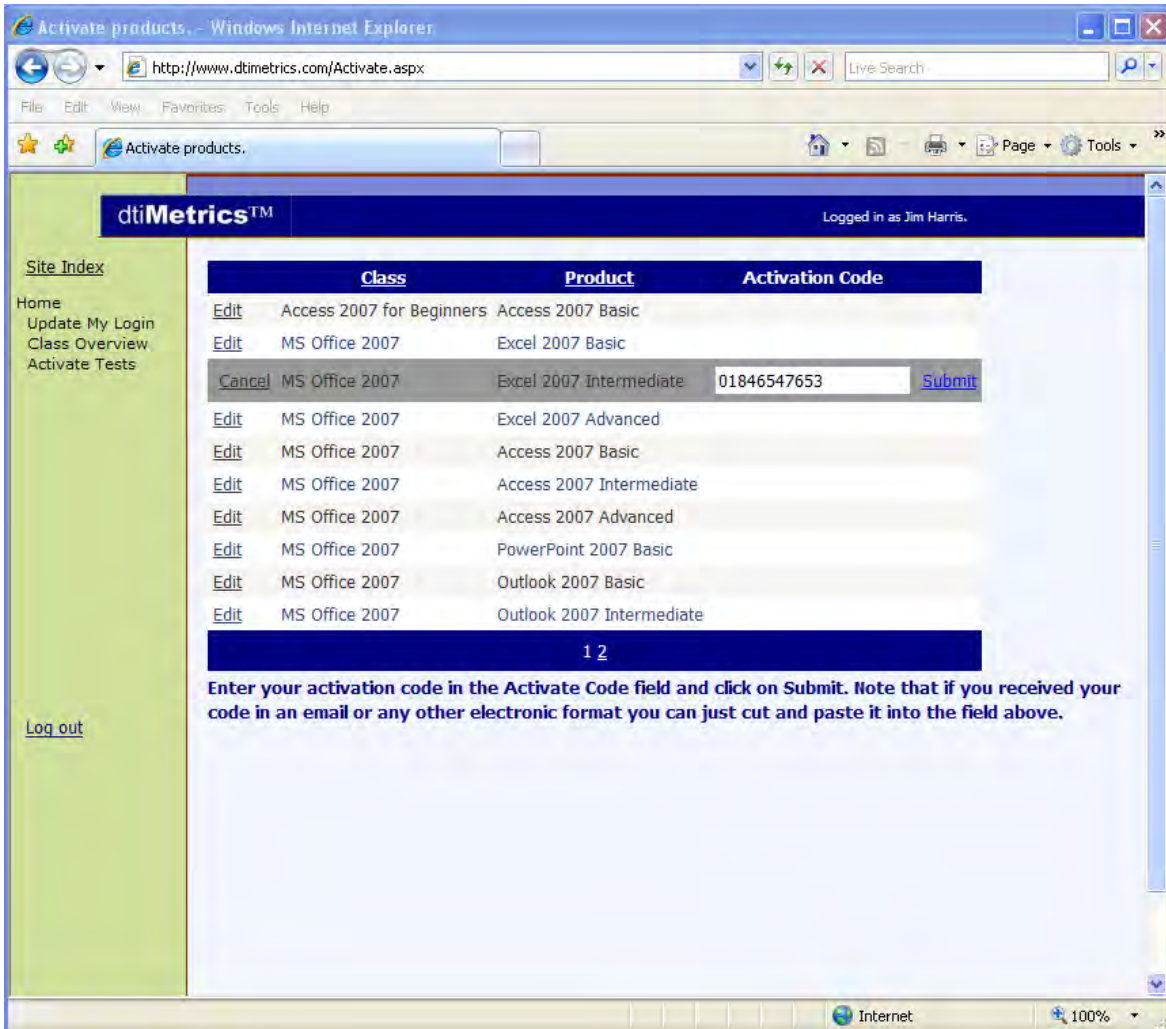 Activate products. - Windows Internet Explorer
http://www.dtimetrics.com/Activate.aspx Live Search
File Edit View Favorites Tools Help
Activate products. Page Tools »
dtiMetrics™ Logged in as Jim Harris.
Site Index
Home
Update My Login
Class Overview
Activate Tests
Log out
Class Product Activation Code
Edit Access 2007 for Beginners Access 2007 Basic
Edit MS Office 2007 Excel 2007 Basic
Cancel MS Office 2007 Excel 2007 Intermediate 01846547653 Submit
Edit MS Office 2007 Excel 2007 Advanced
Edit MS Office 2007 Access 2007 Basic
Edit MS Office 2007 Access 2007 Intermediate
Edit MS Office 2007 Access 2007 Advanced
Edit MS Office 2007 PowerPoint 2007 Basic
Edit MS Office 2007 Outlook 2007 Basic
Edit MS Office 2007 Outlook 2007 Intermediate
1 2
Enter your activation code in the Activate Code field and click on Submit. Note that if you received your
code in an email or any other electronic format you can just cut and paste it into the field above.
Internet 100%